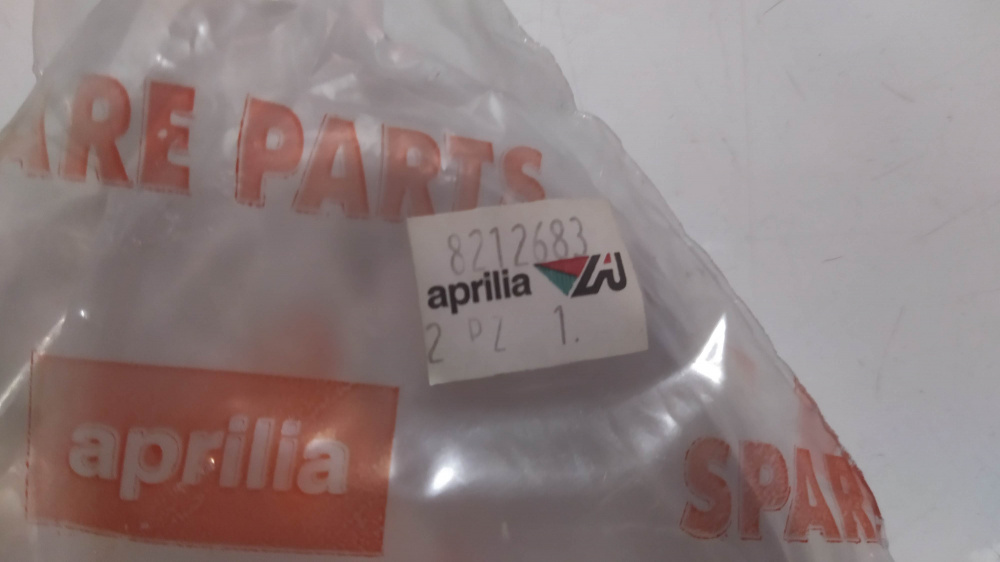 ARE PARTS
8212683
aprilia
2 PZ 1.
aprilia
SPAR